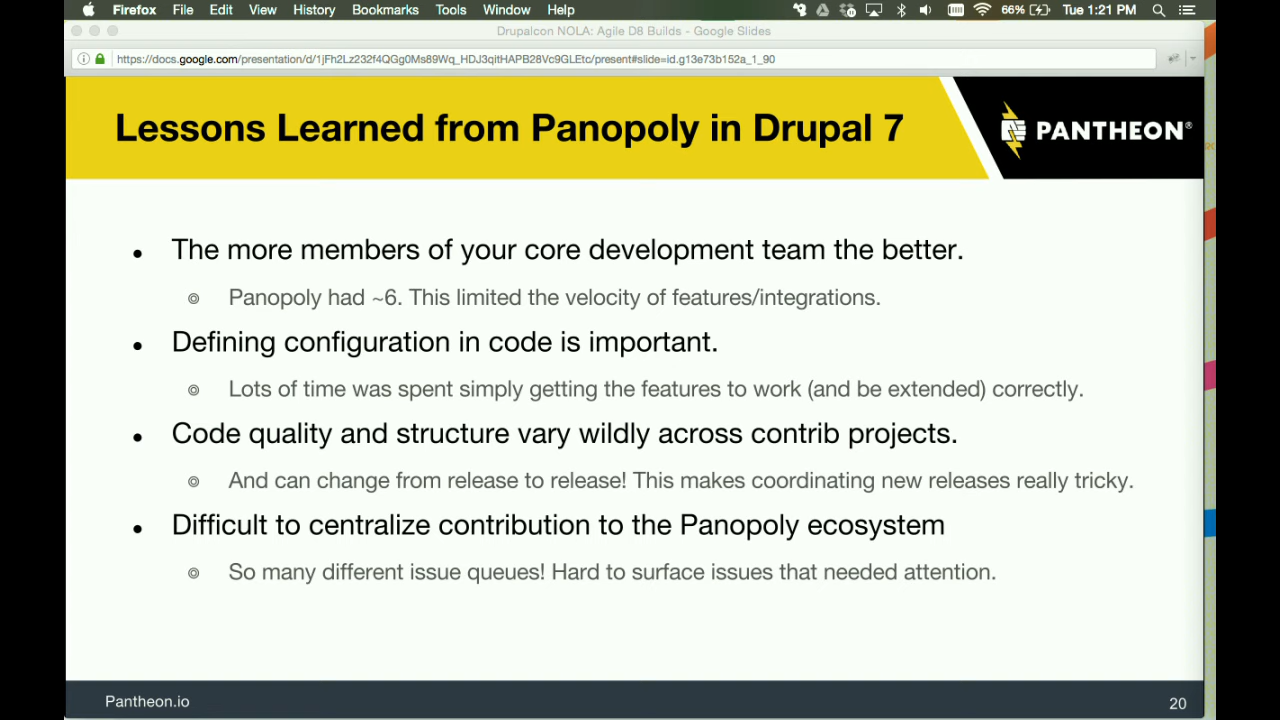 Firefox File Edit View History Bookmarks Tools Window Help 66% Tue 1:21 PM
Drupalcon NOLA: Agile D8 Builds - Google Slides
https://docs.google.com/presentation/d/1jFh2Lz232f4QGg0Ms89Wq_HDJ3qitHAPB28Vc9GLEtc/present#slide=id.g13e73b152a_1_90
Lessons Learned from Panopoly in Drupal 7
PANTHEON®
• The more members of your core development team the better.
Panopoly had ~6. This limited the velocity of features/integrations.
• Defining configuration in code is important.
Lots of time was spent simply getting the features to work (and be extended) correctly.
• Code quality and structure vary wildly across contrib projects.
And can change from release to release! This makes coordinating new releases really tricky.
• Difficult to centralize contribution to the Panopoly ecosystem
So many different issue queues! Hard to surface issues that needed attention.
Pantheon.io
20